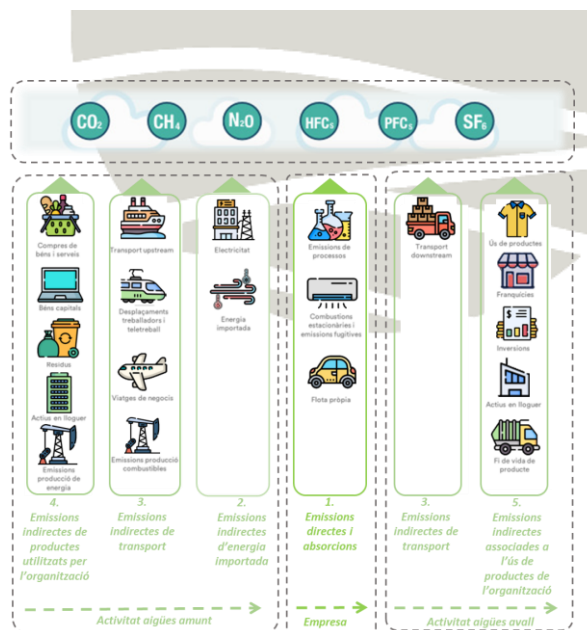 CO₂
CH₄
N₂O
HFCs
PFCs
SF₆
Compres de
béns i serveis
Béns capitals
Residus
Actius en lloguer
Emissions
producció de
energia
4.
Emissions
indirectes de
productes
utilitzats per
l'organització
Transport upstream
Desplaçaments
treballadors i
teletreball
Viatges de negocis
Emissions producció
combustibles
3.
Emissions
indirectes de
transport
Electricitat
Energia
importada
2.
Emissions
indirectes
d'energia
importada
Activitat aigües amunt
Emissions de
processos
Combustions
estacionàries i
emissions fugitives
Flota pròpia
1.
Emissions
directes i
absorcions
Empresa
Transport
downstream
3.
Emissions
indirectes de
transport
Ús de productes
Franquícies
Inversions
Actius en lloguer
Fi de vida de
producte
5.
Emissions
indirectes
associades a
l'ús de
productes de
l'organització
Activitat aigües avall